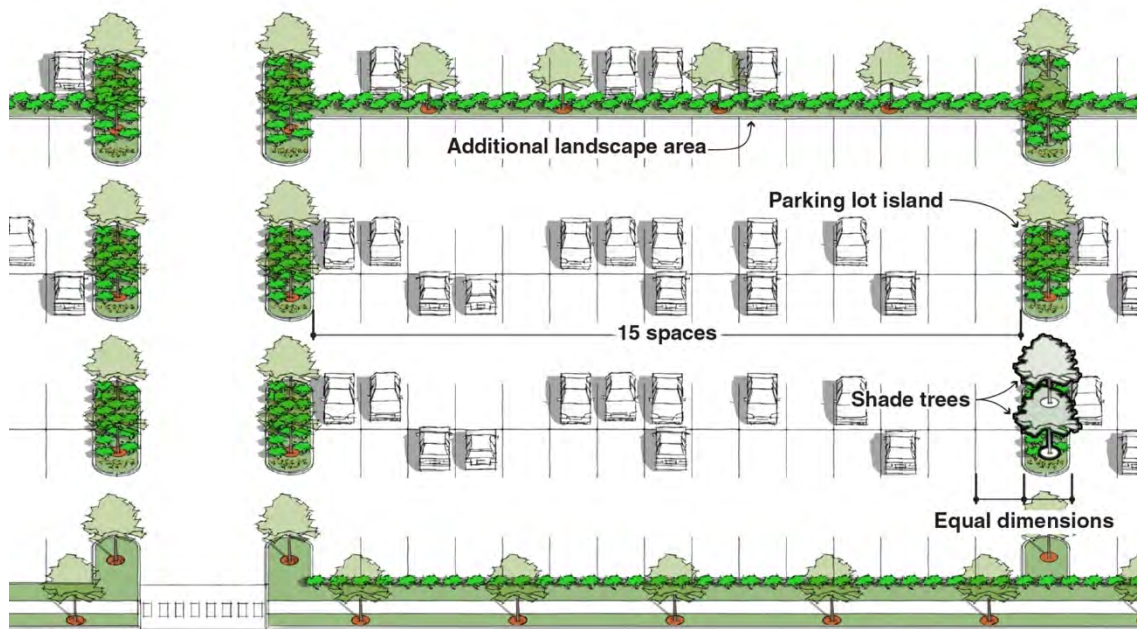 Additional landscape area
Parking lot island
15 spaces
Shade trees
Equal dimensions